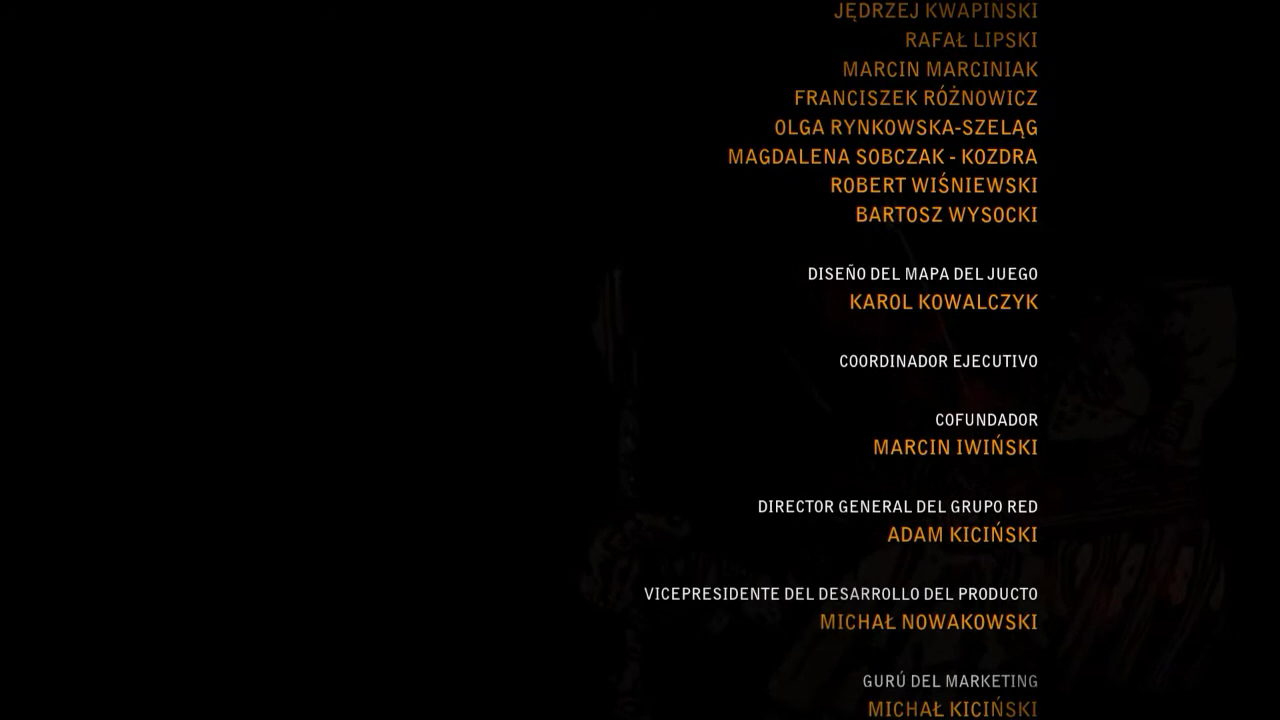 JĘDRZEJ KWAPIŃSKI
RAFAŁ LIPSKI
MARCIN MARCINIAK
FRANCISZEK RÓŻNOWICZ
OLGA RYNKOWSKA-SZELĄG
MAGDALENA SOBCZAK - KOZDRA
ROBERT WIŚNIEWSKI
BARTOSZ WYSOCKI
DISEÑO DEL MAPA DEL JUEGO
KAROL KOWALCZYK
COORDINADOR EJECUTIVO
COFUNDADOR
MARCIN IWIŃSKI
DIRECTOR GENERAL DEL GRUPO RED
ADAM KICIŃSKI
VICEPRESIDENTE DEL DESARROLLO DEL PRODUCTO
MICHAŁ NOWAKOWSKI
GURÚ DEL MARKETING
MICHAŁ KICIŃSKI